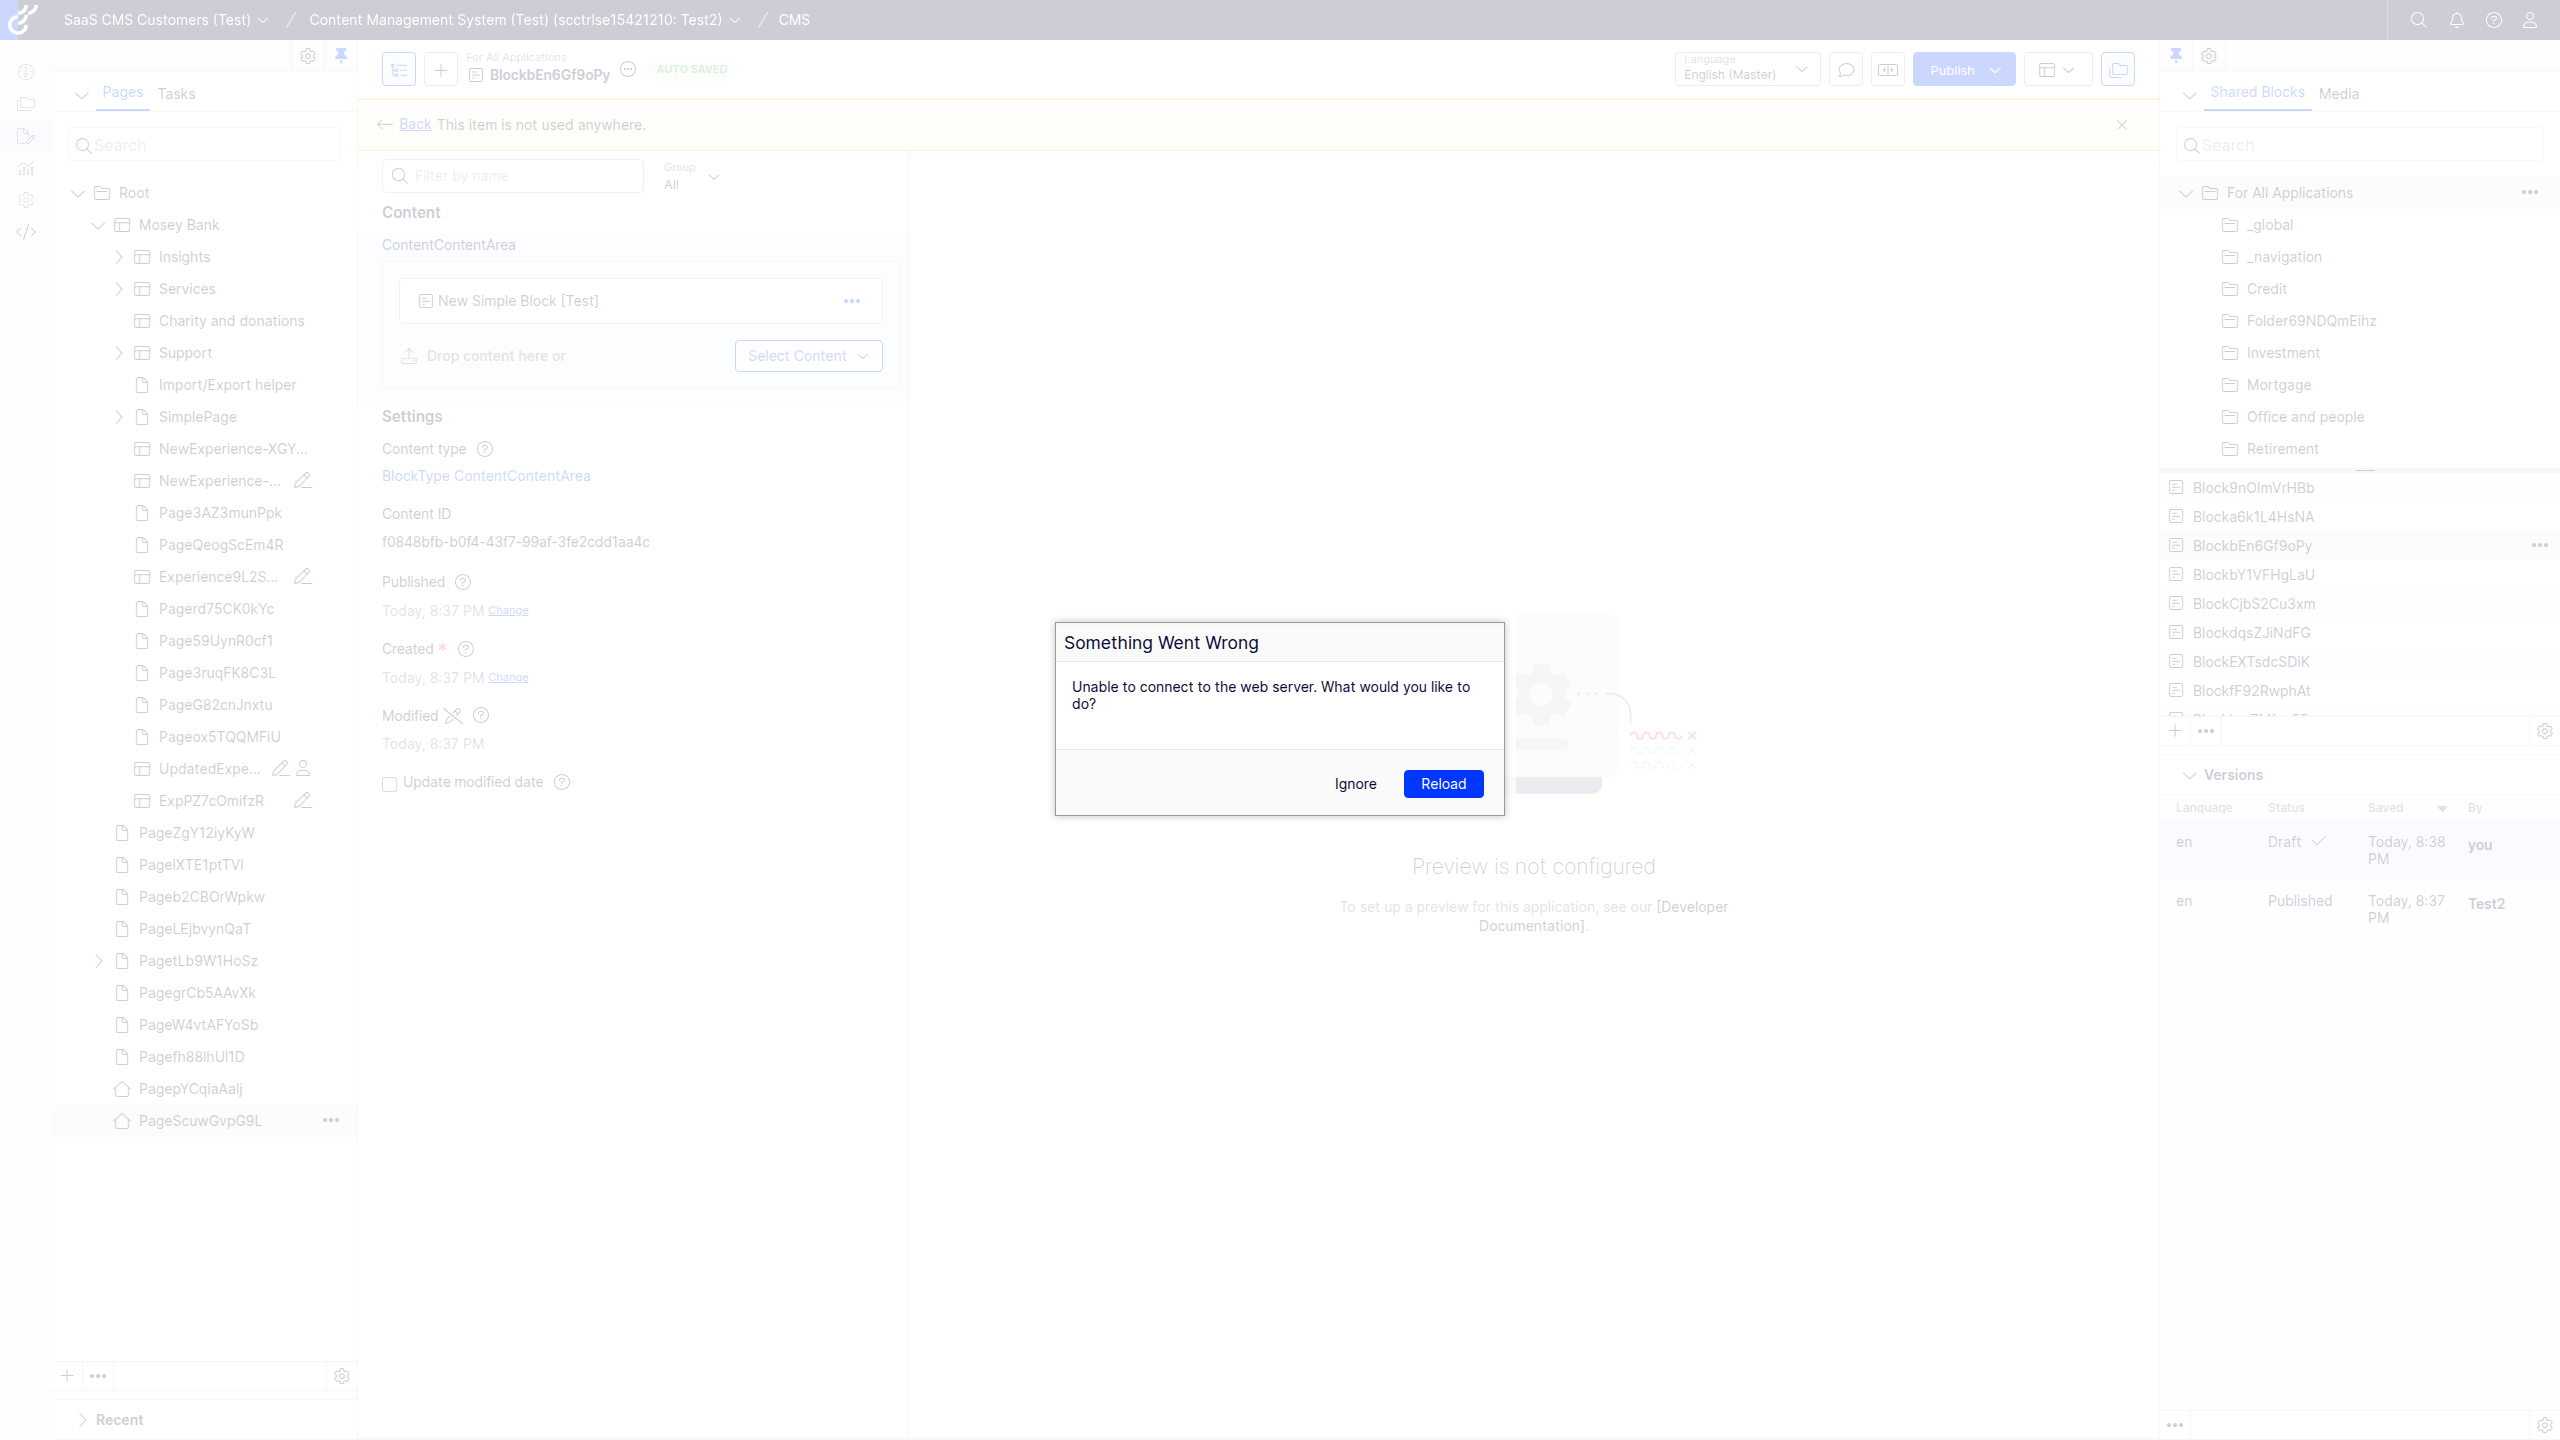 SaaS CMS Customers (Test)
Content Management System (Test) (scctrlse15421210: Test2)
CMS
Pages
Tasks
Search
Root
Mosey Bank
Insights
Services
Charity and donations
Support
Import/Export helper
SimplePage
NewExperience-XGY...
NewExperience-...
Page3AZ3munPpk
PageQeogScEm4R
Experience9L2S...
Pagerd75CK0kYc
Page59UynR0cf1
Page3ruqFK8C3L
PageG82cnJnxtu
Pageox5TQQMFiU
UpdatedExpe...
ExpPZ7cOmifzR
PageZgY12iyKyW
PagelXTE1ptTVI
Pageb2CBOrWpkw
PageLEjbvynQaT
PagetLb9W1HoSz
PagegrCb5AAvXk
PageW4vtAFYoSb
Pagefh88lhUl1D
PagepYCqiaAalj
PageScuwGvpG9L
Recent
For All Applications
BlockbEn6Gf9oPy
AUTO SAVED
Language
English (Master)
Publish
Back This item is not used anywhere.
Filter by name
Group
All
Content
ContentContentArea
New Simple Block [Test]
Drop content here or
Select Content
Settings
Content type
BlockType ContentContentArea
Content ID
f0848bfb-b0f4-43f7-99af-3fe2cdd1aa4c
Published
Today, 8:37 PM Change
Created *
Today, 8:37 PM Change
Modified
Today, 8:37 PM
Update modified date
Something Went Wrong
Unable to connect to the web server. What would you like to
do?
Ignore
Reload
Preview is not configured
To set up a preview for this application, see our [Developer
Documentation].
Shared Blocks
Media
Search
For All Applications
_global
_navigation
Credit
Folder69NDQmEihz
Investment
Mortgage
Office and people
Retirement
Block9nOlmVrHBb
Blocka6k1L4HsNA
BlockbEn6Gf9oPy
BlockbY1VFHgLaU
BlockCjbS2Cu3xm
BlockdqsZJiNdFG
BlockEXTsdcSDiK
BlockfF92RwphAt
Versions
Language Status Saved By
en Draft Today, 8:38 PM you
en Published Today, 8:37 PM Test2